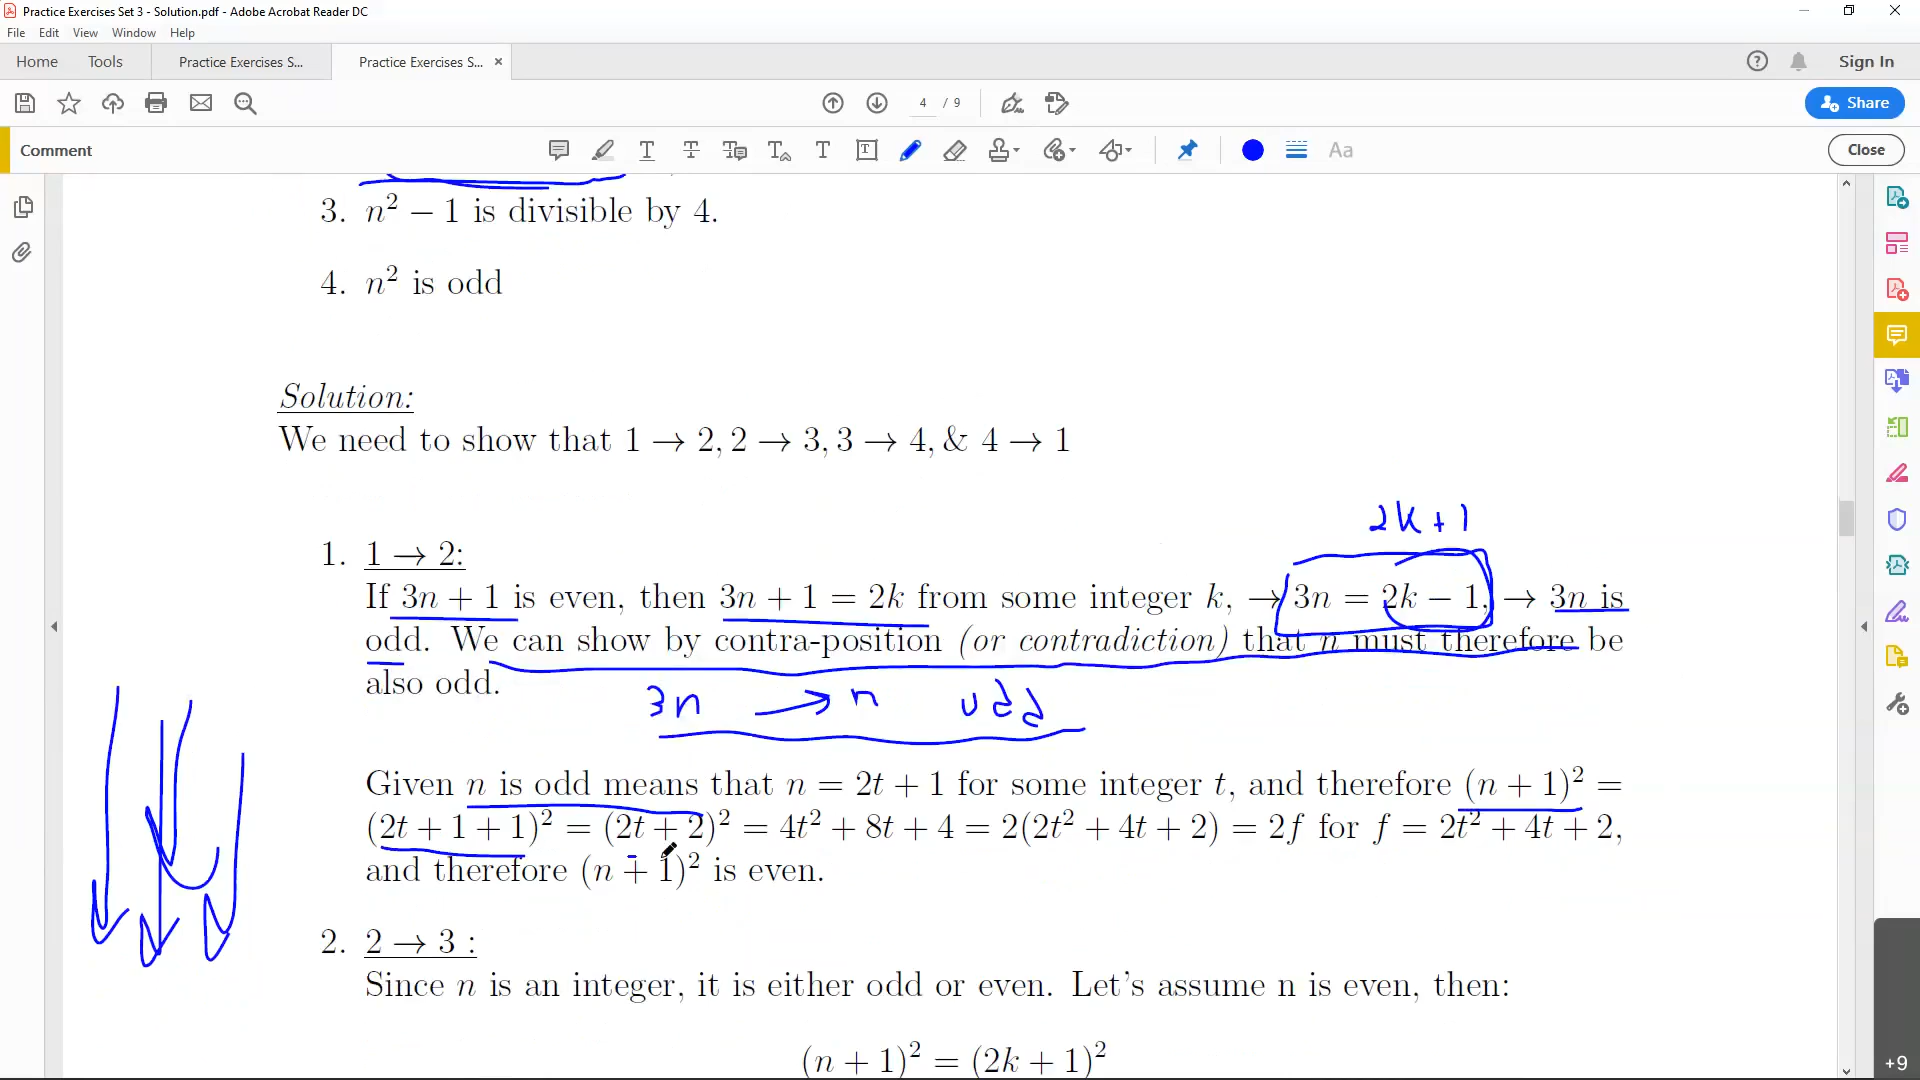 Practice Exercises Set 3 - Solution.pdf - Adobe Acrobat Reader DC
File Edit View Window Help
Home Tools Practice Exercises S... Practice Exercises S... × Sign In
4 / 9 Share
Comment Aa Close
3. n² − 1 is divisible by 4.
4. n² is odd
Solution:
We need to show that 1 → 2, 2 → 3, 3 → 4, & 4 → 1
2k + 1
1. 1 → 2:
If 3n + 1 is even, then 3n + 1 = 2k from some integer k, → 3n = 2k − 1, → 3n is
odd. We can show by contra-position (or contradiction) that n must therefore be
also odd.
3n → n odd
Given n is odd means that n = 2t + 1 for some integer t, and therefore (n + 1)² =
(2t + 1 + 1)² = (2t + 2)² = 4t² + 8t + 4 = 2(2t² + 4t + 2) = 2f for f = 2t² + 4t + 2,
and therefore (n + 1)² is even.
2. 2 → 3 :
Since n is an integer, it is either odd or even. Let's assume n is even, then:
(n + 1)² = (2k + 1)²
+9